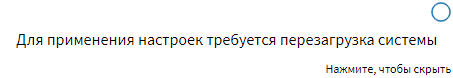 Для применения настроек требуется перезагрузка системы
Нажмите, чтобы скрыть